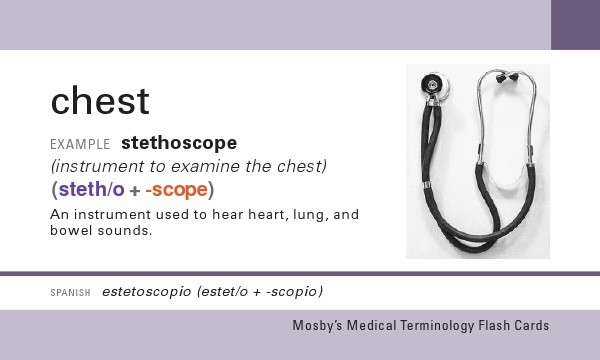 chest
EXAMPLE stethoscope
(instrument to examine the chest)
(steth/o + -scope)
An instrument used to hear heart, lung, and
bowel sounds.
SPANISH estetoscopio (estet/o + -scopio)
Mosby's Medical Terminology Flash Cards